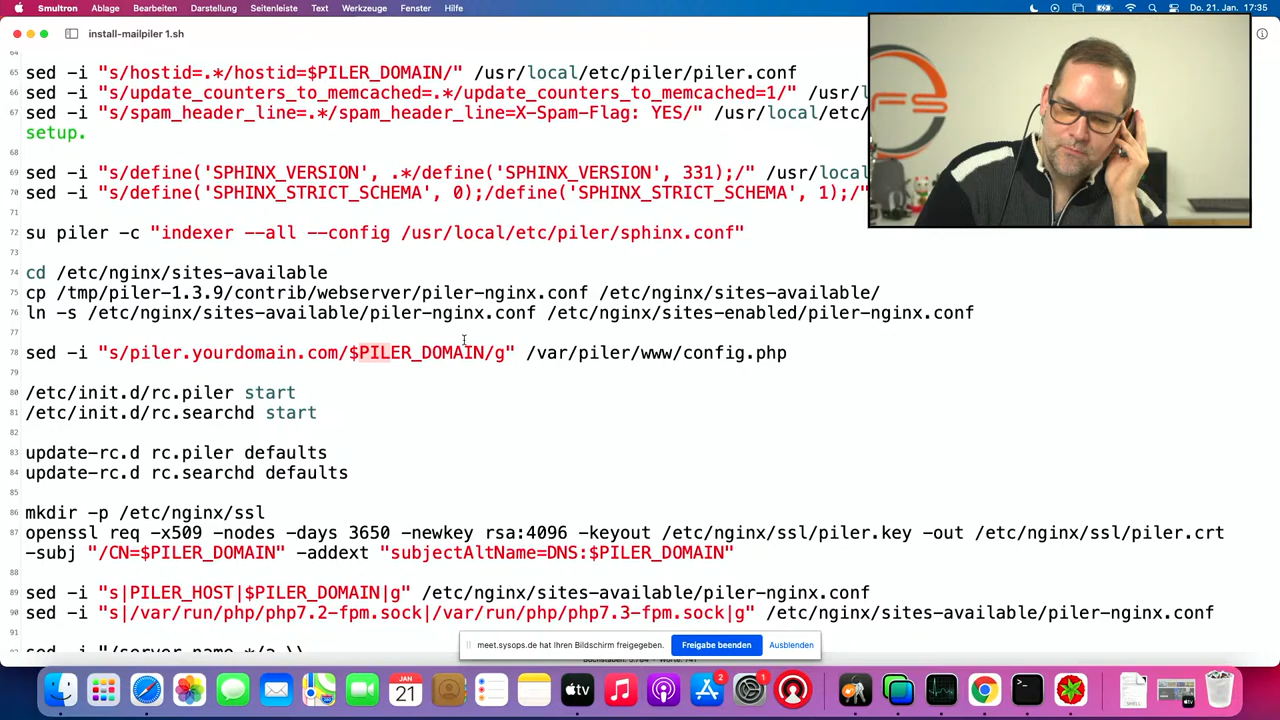 Smultron Ablage Bearbeiten Darstellung Seitenleiste Text Werkzeuge Fenster Hilfe
Do. 21. Jan. 17:35
install-mailpiler 1.sh
64
65 sed -i "s/hostid=.*/hostid=$PILER_DOMAIN/" /usr/local/etc/piler/piler.conf
66 sed -i "s/update_counters_to_memcached=.*/update_counters_to_memcached=1/" /usr/l
67 sed -i "s/spam_header_line=.*/spam_header_line=X-Spam-Flag: YES/" /usr/local/etc/
setup.
68
69 sed -i "s/define('SPHINX_VERSION', .*/define('SPHINX_VERSION', 331);/" /usr/local
70 sed -i "s/define('SPHINX_STRICT_SCHEMA', 0);/define('SPHINX_STRICT_SCHEMA', 1);/"
71
72 su piler -c "indexer --all --config /usr/local/etc/piler/sphinx.conf"
73
74 cd /etc/nginx/sites-available
75 cp /tmp/piler-1.3.9/contrib/webserver/piler-nginx.conf /etc/nginx/sites-available/
76 ln -s /etc/nginx/sites-available/piler-nginx.conf /etc/nginx/sites-enabled/piler-nginx.conf
77
78 sed -i "s/piler.yourdomain.com/$PILER_DOMAIN/g" /var/piler/www/config.php
80 /etc/init.d/rc.piler start
81 /etc/init.d/rc.searchd start
82
83 update-rc.d rc.piler defaults
84 update-rc.d rc.searchd defaults
85
86 mkdir -p /etc/nginx/ssl
87 openssl req -x509 -nodes -days 3650 -newkey rsa:4096 -keyout /etc/nginx/ssl/piler.key -out /etc/nginx/ssl/piler.crt
-subj "/CN=$PILER_DOMAIN" -addext "subjectAltName=DNS:$PILER_DOMAIN"
88
89 sed -i "s|PILER_HOST|$PILER_DOMAIN|g" /etc/nginx/sites-available/piler-nginx.conf
90 sed -i "s|/var/run/php/php7.2-fpm.sock|/var/run/php/php7.3-fpm.sock|g" /etc/nginx/sites-available/piler-nginx.conf
91
meet.sysops.de hat Ihren Bildschirm freigegeben. Freigabe beenden Ausblenden
JAN
21
tv
2
1
SHELL